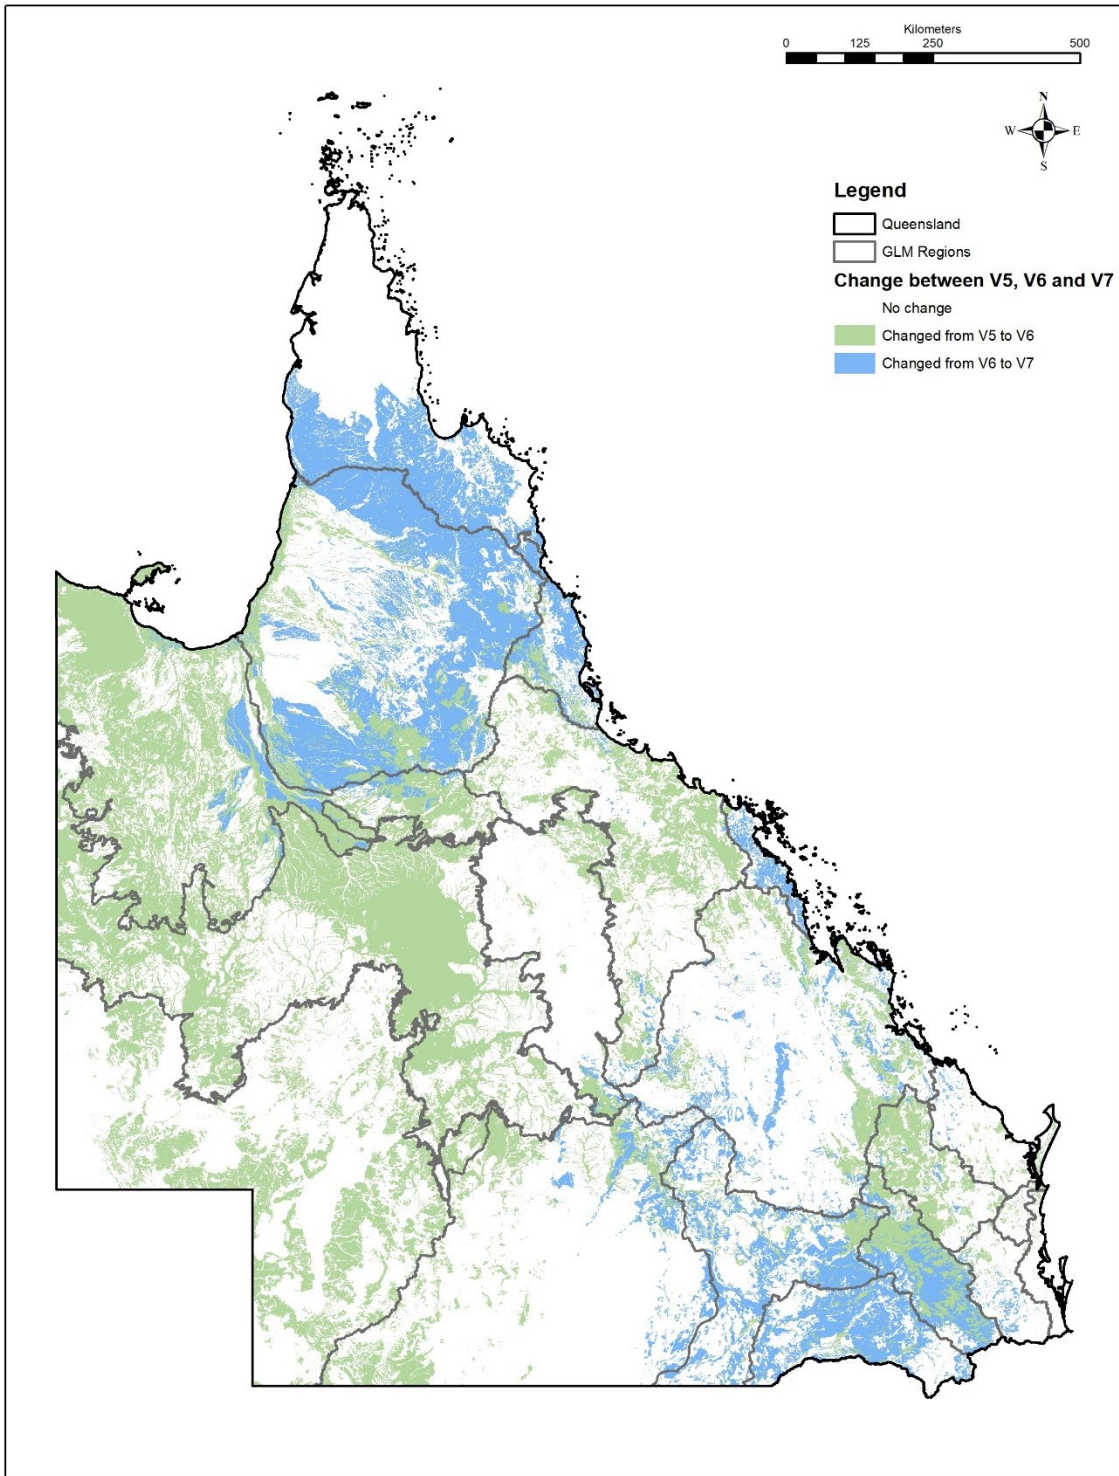 Kilometers
0 125 250 500
N
W E
S
Legend
Queensland
GLM Regions
Change between V5, V6 and V7
No change
Changed from V5 to V6
Changed from V6 to V7